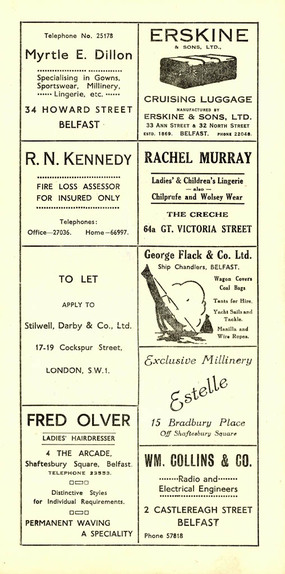 Telephone No. 25178
Myrtle E. Dillon
Specialising in Gowns,
Sportswear, Millinery,
Lingerie, etc.
34 HOWARD STREET
BELFAST
R. N. KENNEDY
FIRE LOSS ASSESSOR
FOR INSURED ONLY
Telephones:
Office—27036. Home—66997.
TO LET
APPLY TO
Stilwell, Darby & Co., Ltd.
17-19 Cockspur Street,
LONDON, S.W.1.
FRED OLVER
LADIES' HAIRDRESSER
4 THE ARCADE,
Shaftesbury Square, Belfast.
TELEPHONE 23553.
Distinctive Styles
for Individual Requirements.
PERMANENT WAVING
A SPECIALITY
ERSKINE
& SONS, LTD.,
CRUISING LUGGAGE
MANUFACTURED BY
ERSKINE & SONS, LTD.
33 ANN STREET & 32 NORTH STREET
ESTD. 1869. BELFAST. PHONE 22048.
RACHEL MURRAY
Ladies' & Children's Lingerie
— also —
Chilprufe and Wolsey Wear
THE CRECHE
64a GT. VICTORIA STREET
George Flack & Co. Ltd.
Ship Chandlers, BELFAST.
Wagon Covers
Coal Bags
Tents for Hire.
Yacht Sails and
Tackle.
Manilla and
Wire Ropes.
Exclusive Millinery
Estelle
15 Bradbury Place
Off Shaftesbury Square
WM. COLLINS & CO.
Radio and
Electrical Engineers
2 CASTLEREAGH STREET
BELFAST
Phone 57818